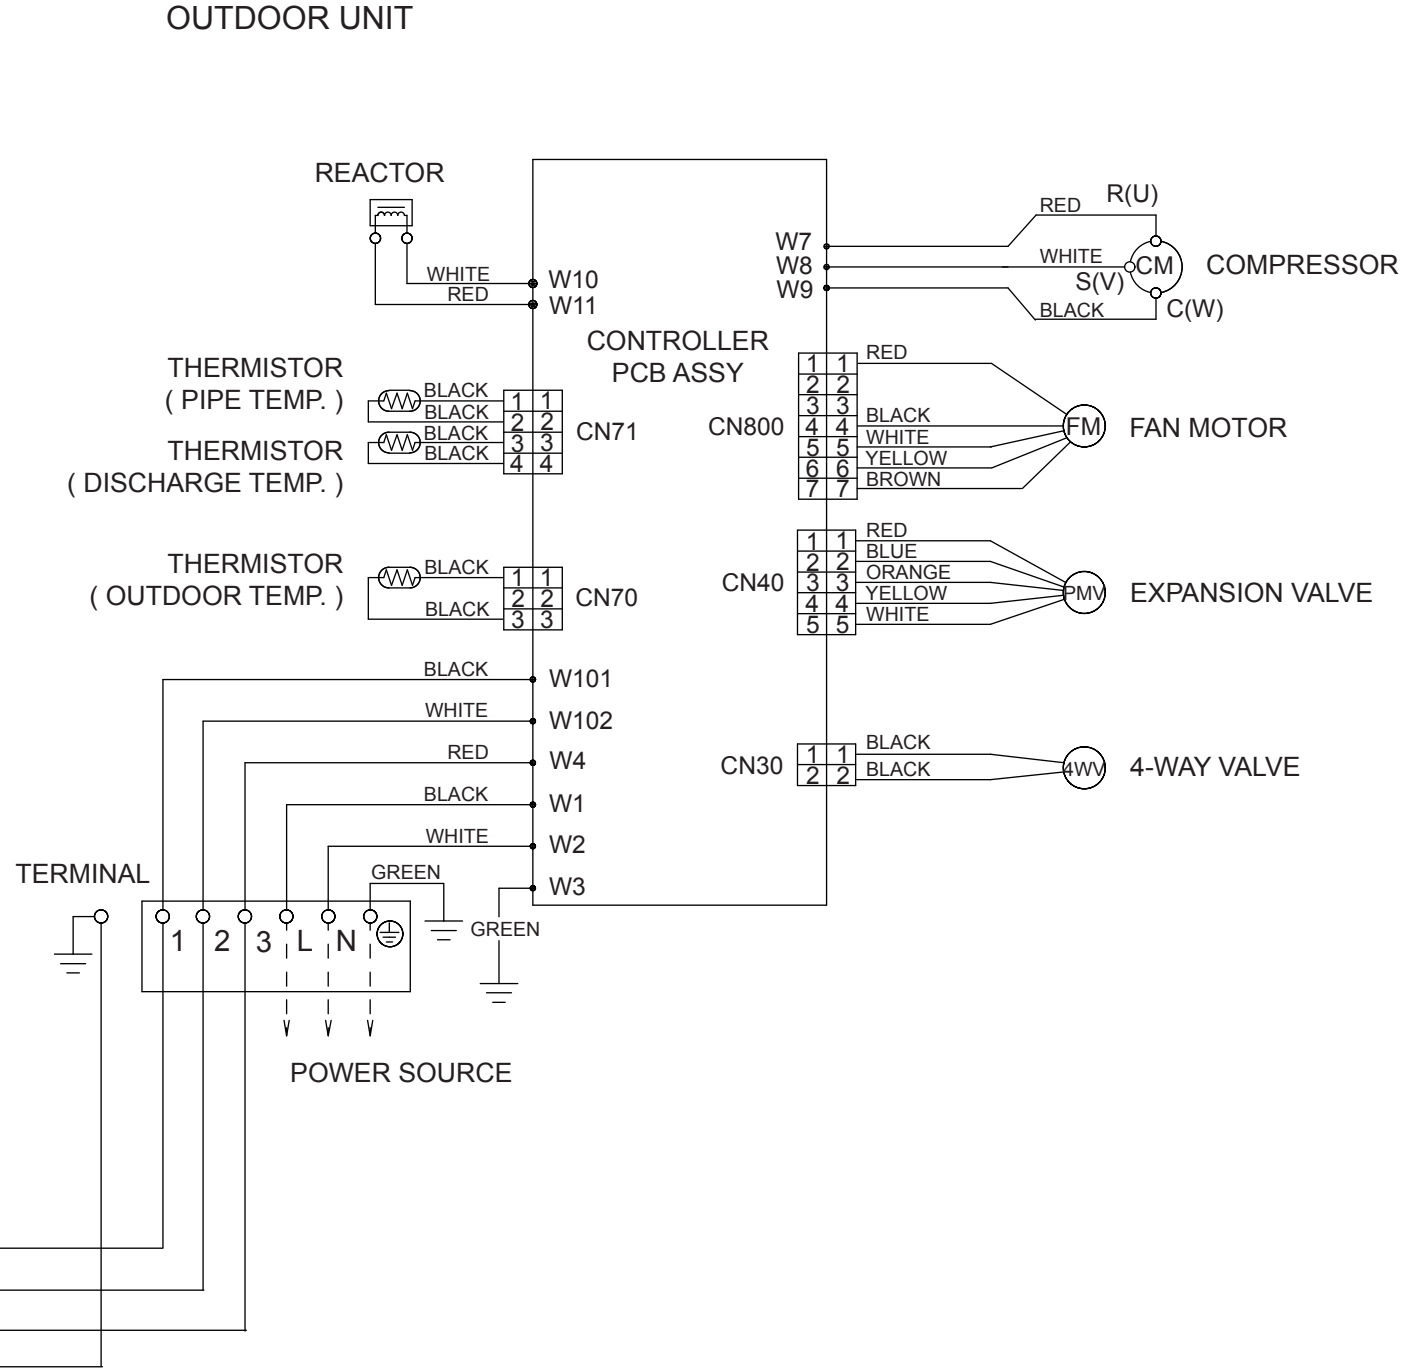 OUTDOOR UNIT
REACTOR
WHITE
RED
W10
W11
W7
W8
W9
RED
WHITE
BLACK
R(U)
S(V)
C(W)
CM
COMPRESSOR
CONTROLLER
PCB ASSY
THERMISTOR
( PIPE TEMP. )
THERMISTOR
( DISCHARGE TEMP. )
BLACK
BLACK
BLACK
BLACK
1 1
2 2
3 3
4 4
CN71
CN800
1 1
2 2
3 3
4 4
5 5
6 6
7 7
RED
BLACK
WHITE
YELLOW
BROWN
FM
FAN MOTOR
THERMISTOR
( OUTDOOR TEMP. )
BLACK
BLACK
1 1
2 2
3 3
CN70
CN40
1 1
2 2
3 3
4 4
5 5
RED
BLUE
ORANGE
YELLOW
WHITE
PMV
EXPANSION VALVE
BLACK
W101
WHITE
W102
RED
W4
BLACK
W1
WHITE
W2
GREEN
W3
GREEN
CN30
1 1
2 2
BLACK
BLACK
4WV
4-WAY VALVE
TERMINAL
1 2 3 L N
POWER SOURCE